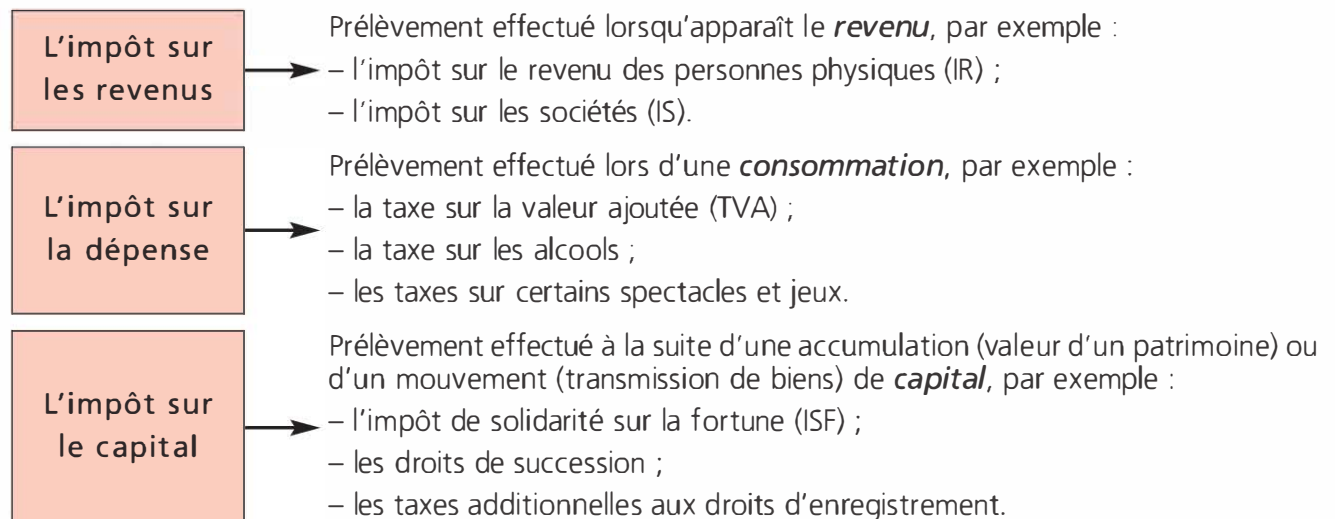 L'impôt sur
les revenus
Prélèvement effectué lorsqu'apparaît le revenu, par exemple :
– l'impôt sur le revenu des personnes physiques (IR) ;
– l'impôt sur les sociétés (IS).
L'impôt sur
la dépense
Prélèvement effectué lors d'une consommation, par exemple :
– la taxe sur la valeur ajoutée (TVA) ;
– la taxe sur les alcools ;
– les taxes sur certains spectacles et jeux.
L'impôt sur
le capital
Prélèvement effectué à la suite d'une accumulation (valeur d'un patrimoine) ou
d'un mouvement (transmission de biens) de capital, par exemple :
– l'impôt de solidarité sur la fortune (ISF) ;
– les droits de succession ;
– les taxes additionnelles aux droits d'enregistrement.